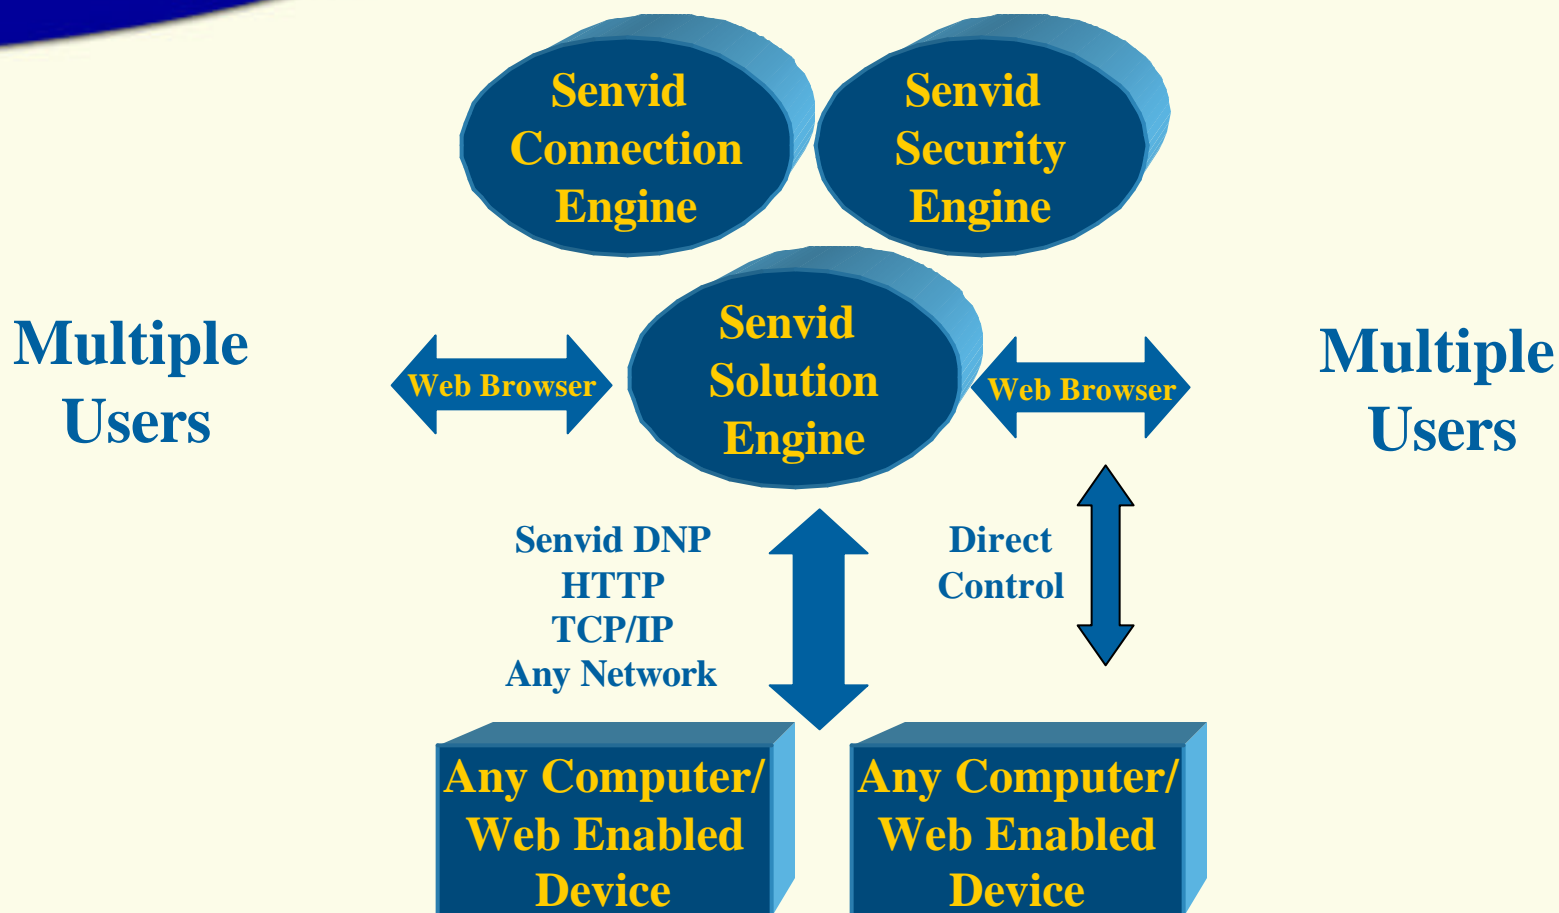 Senvid
Connection
Engine
Senvid
Security
Engine
Multiple
Users
Web Browser
Senvid
Solution
Engine
Web Browser
Multiple
Users
Senvid DNP
HTTP
TCP/IP
Any Network
Direct
Control
Any Computer/
Web Enabled
Device
Any Computer/
Web Enabled
Device